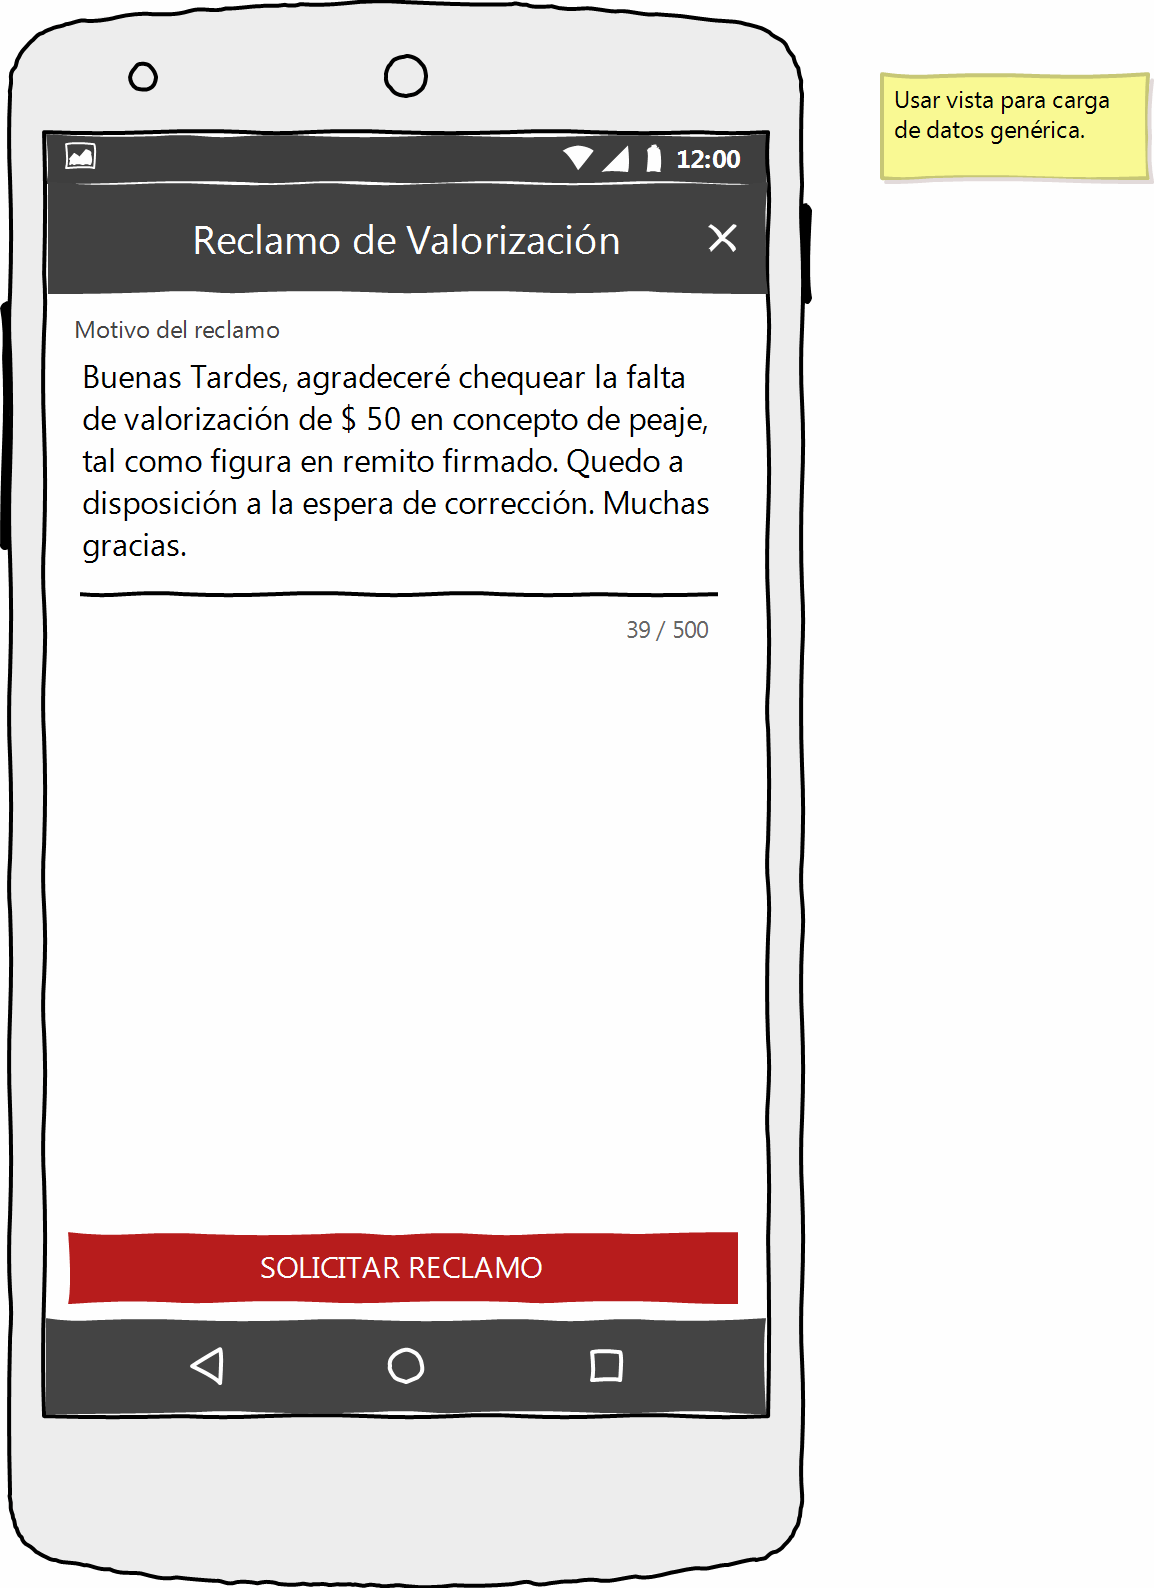 12:00
Reclamo de Valorización
Motivo del reclamo
Buenas Tardes, agradeceré chequear la falta
de valorización de $ 50 en concepto de peaje,
tal como figura en remito firmado. Quedo a
disposición a la espera de corrección. Muchas
gracias.
39 / 500
SOLICITAR RECLAMO
Usar vista para carga
de datos genérica.